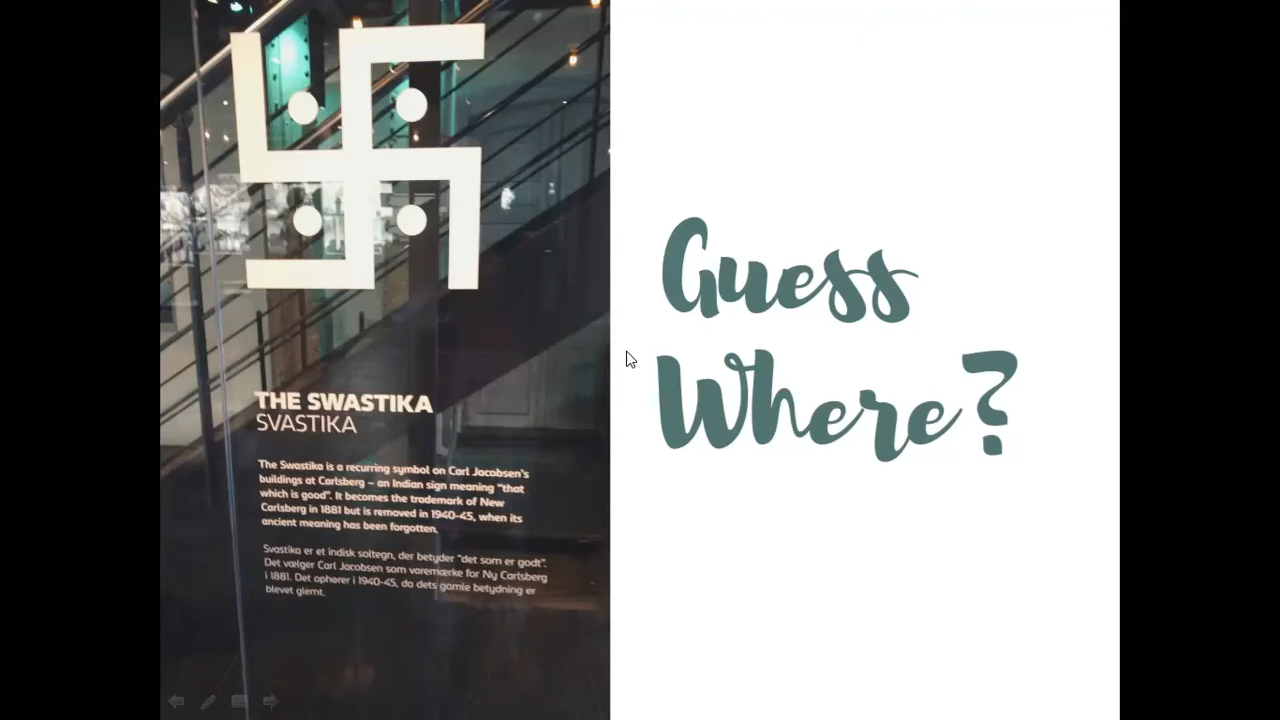 THE SWASTIKA
SVASTIKA
The Swastika is a recurring symbol on Carl Jacobsen's
buildings at Carlsberg – an Indian sign meaning "that
which is good". It becomes the trademark of New
Carlsberg in 1881 but is removed in 1940-45, when its
ancient meaning has been forgotten.
Svastika er et indisk soltegn, der betyder "det som er godt".
Det vælger Carl Jacobsen som varemærke for Ny Carlsberg
i 1881. Det ophører i 1940-45, da dets gamle betydning er
blevet glemt.
Guess
Where?